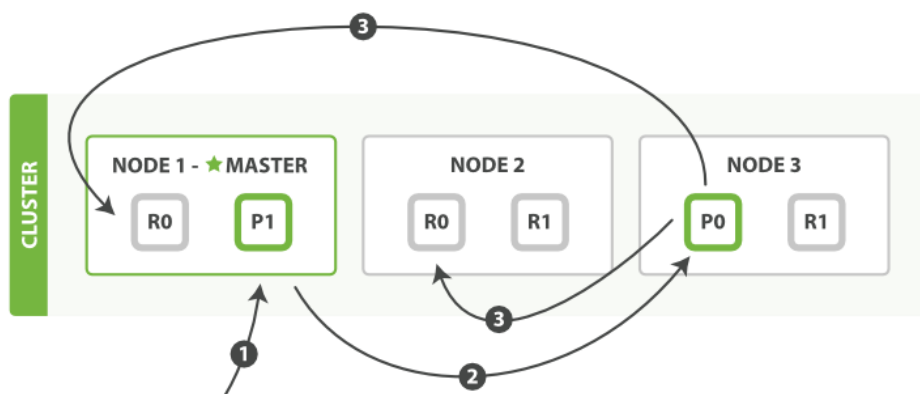 3
CLUSTER
NODE 1 - ★MASTER
R0 P1
NODE 2
R0 R1
NODE 3
P0 R1
1
3
2